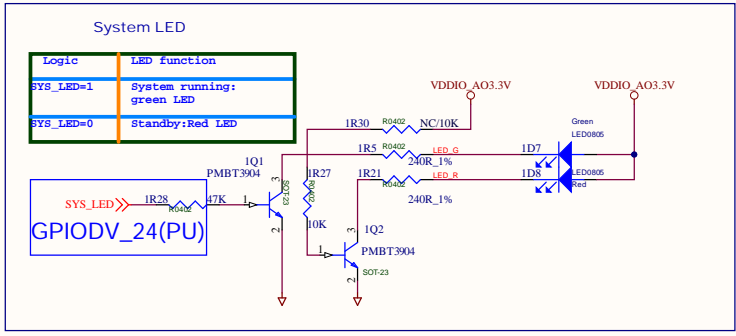 System LED
Logic LED function
SYS_LED=1 System running:
green LED
SYS_LED=0 Standby:Red LED
VDDIO_AO3.3V VDDIO_AO3.3V
1R30 R0402 NC/10K
Green
LED0805
1R5 R0402 LED_G 1D7
240R_1%
1Q1
PMBT3904
1R27
R0402
10K
1R21 R0402 LED_R 1D8 LED0805
Red
240R_1%
SYS_LED 1R28 R0402 47K 1 3 2 SOT-23
GPIODV_24(PU)
1Q2
PMBT3904
1 3 2 SOT-23